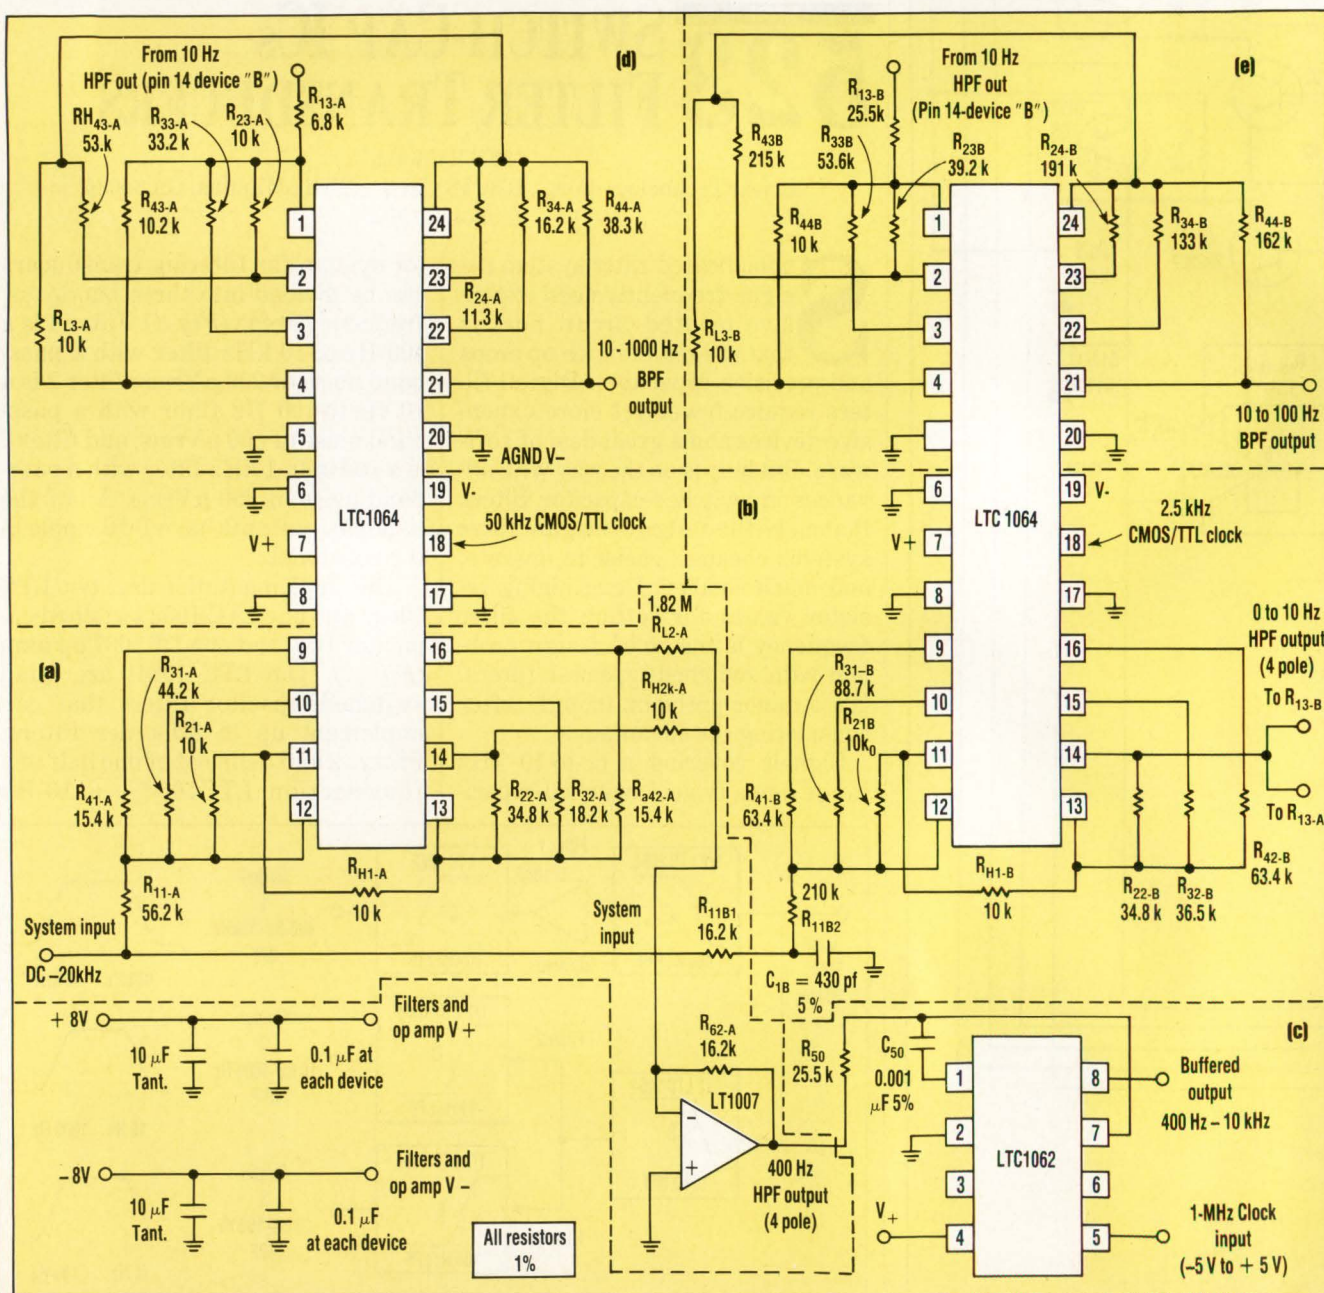 From 10 Hz
HPF out (pin 14 device "B")
(d)
R13-A
6.8 k
RH43-A
53.k
R33-A
33.2 k
R23-A
10 k
R43-A
10.2 k
RL3-A
10 k
R34-A
16.2 k
R44-A
38.3 k
R24-A
11.3 k
10 - 1000 Hz
BPF
output
1
2
3
4
5
6
7
8
9
10
11
12
24
23
22
21
20
19
18
17
16
15
14
13
LTC1064
AGND V–
V-
V+
50 kHz CMOS/TTL clock
(e)
From 10 Hz
HPF out
(Pin 14-device "B")
R13-B
25.5k
R43B
215 k
R33B
53.6k
R23B
39.2 k
R24-B
191 k
R44B
10 k
RL3-B
10 k
R34-B
133 k
R44-B
162 k
10 to 100 Hz
BPF output
1
2
3
4
6
7
8
9
10
11
12
24
23
22
21
20
19
18
17
16
15
14
13
LTC 1064
V-
V+
2.5 kHz
CMOS/TTL clock
(a)
R31-A
44.2 k
R21-A
10 k
R41-A
15.4 k
R11-A
56.2 k
RH1-A
10 k
1.82 M
RL2-A
RH2k-A
10 k
R22-A
34.8 k
R32-A
18.2 k
Ra42-A
15.4 k
System input
DC –20kHz
System
input
(b)
R31-B
88.7 k
R21B
10k0
R41-B
63.4 k
210 k
R11B2
R11B1
16.2 k
C1B = 430 pf
5 %
RH1-B
10 k
R22-B
34.8 k
R32-B
36.5 k
R42-B
63.4 k
0 to 10 Hz
HPF output
(4 pole)
To R13-B
To R13-A
+ 8V
Filters and
op amp V +
10 μF
Tant.
0.1 μF at
each device
– 8V
Filters and
op amp V –
10 μF
Tant.
0.1 μF
at each device
All resistors
1%
R62-A
16.2k
LT1007
-
+
400 Hz
HPF output
(4 pole)
R50
25.5 k
C50
0.001
μF 5%
(c)
1
2
3
4
8
7
6
5
LTC1062
V+
Buffered
output
400 Hz – 10 kHz
1-MHz Clock
input
(–5 V to + 5 V)